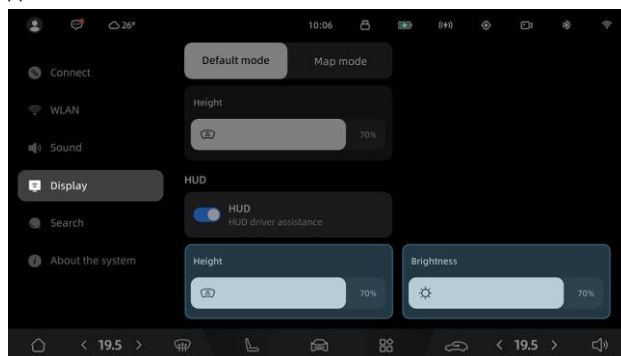 26°
10:06
Connect
WLAN
Sound
Display
Search
About the system
Default mode
Map mode
Height
70%
HUD
HUD
HUD driver assistance
Height
70%
Brightness
70%
< 19.5 >
< 19.5 >